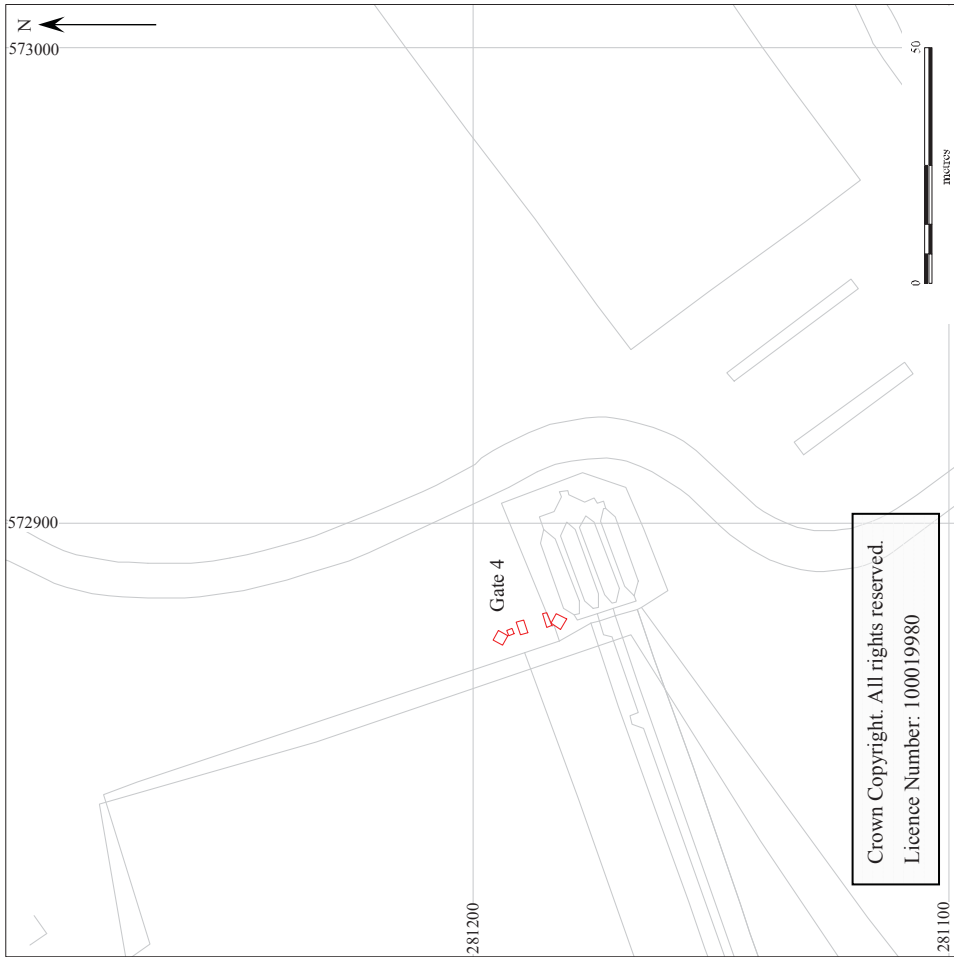 N
573000
572900
281200
281100
Gate 4
0
50
metres
Crown Copyright. All rights reserved.
Licence Number: 100019980